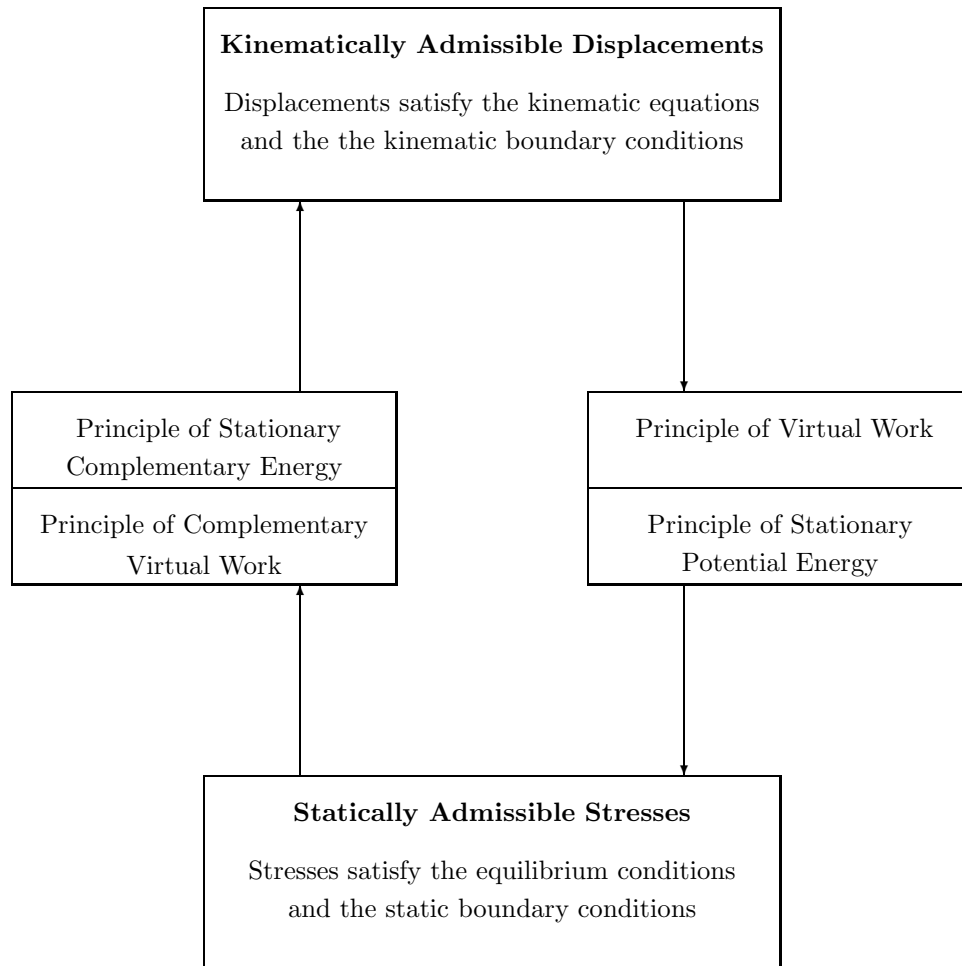 Kinematically Admissible Displacements
Displacements satisfy the kinematic equations
and the the kinematic boundary conditions
Principle of Stationary
Complementary Energy
Principle of Complementary
Virtual Work
Principle of Virtual Work
Principle of Stationary
Potential Energy
Statically Admissible Stresses
Stresses satisfy the equilibrium conditions
and the static boundary conditions